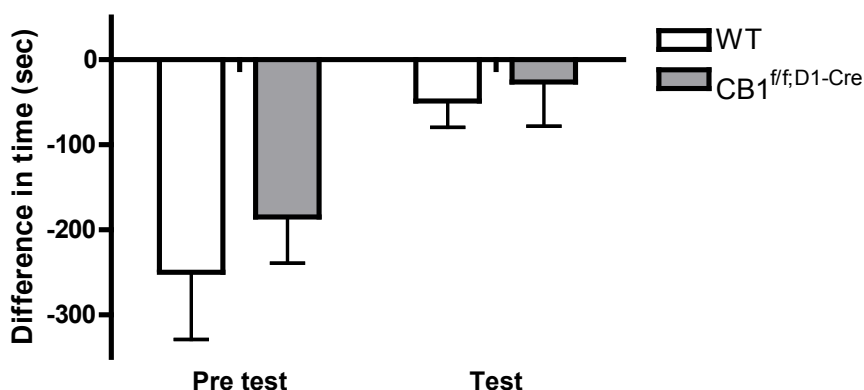 Difference in time (sec)
0
-100
-200
-300
Pre test
Test
WT
CB1f/f;D1-Cre